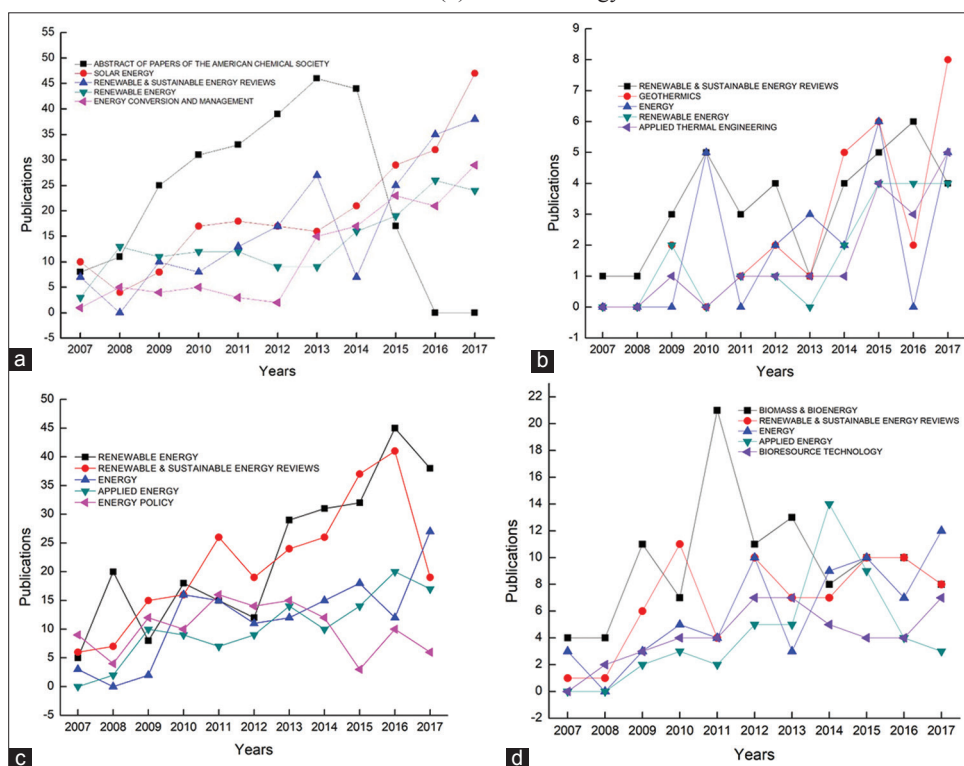 50
45
40
35
30
25
20
15
10
5
0
-5
Publications
ABSTRACT OF PAPERS OF THE AMERICAN CHEMICAL SOCIETY
SOLAR ENERGY
RENEWABLE & SUSTAINABLE ENERGY REVIEWS
RENEWABLE ENERGY
ENERGY CONVERSION AND MANAGEMENT
2007 2008 2009 2010 2011 2012 2013 2014 2015 2016 2017
Years
a
9
8
7
6
5
4
3
2
1
0
-1
Publications
RENEWABLE & SUSTAINABLE ENERGY REVIEWS
GEOTHERMICS
ENERGY
RENEWABLE ENERGY
APPLIED THERMAL ENGINEERING
2007 2008 2009 2010 2011 2012 2013 2014 2015 2016 2017
Years
b
50
45
40
35
30
25
20
15
10
5
0
-5
Publications
RENEWABLE ENERGY
RENEWABLE & SUSTAINABLE ENERGY REVIEWS
ENERGY
APPLIED ENERGY
ENERGY POLICY
2007 2008 2009 2010 2011 2012 2013 2014 2015 2016 2017
Years
c
22
20
18
16
14
12
10
8
6
4
2
0
-2
Publications
BIOMASS & BIOENERGY
RENEWABLE & SUSTAINABLE ENERGY REVIEWS
ENERGY
APPLIED ENERGY
BIORESOURCE TECHNOLOGY
2007 2008 2009 2010 2011 2012 2013 2014 2015 2016 2017
Years
d